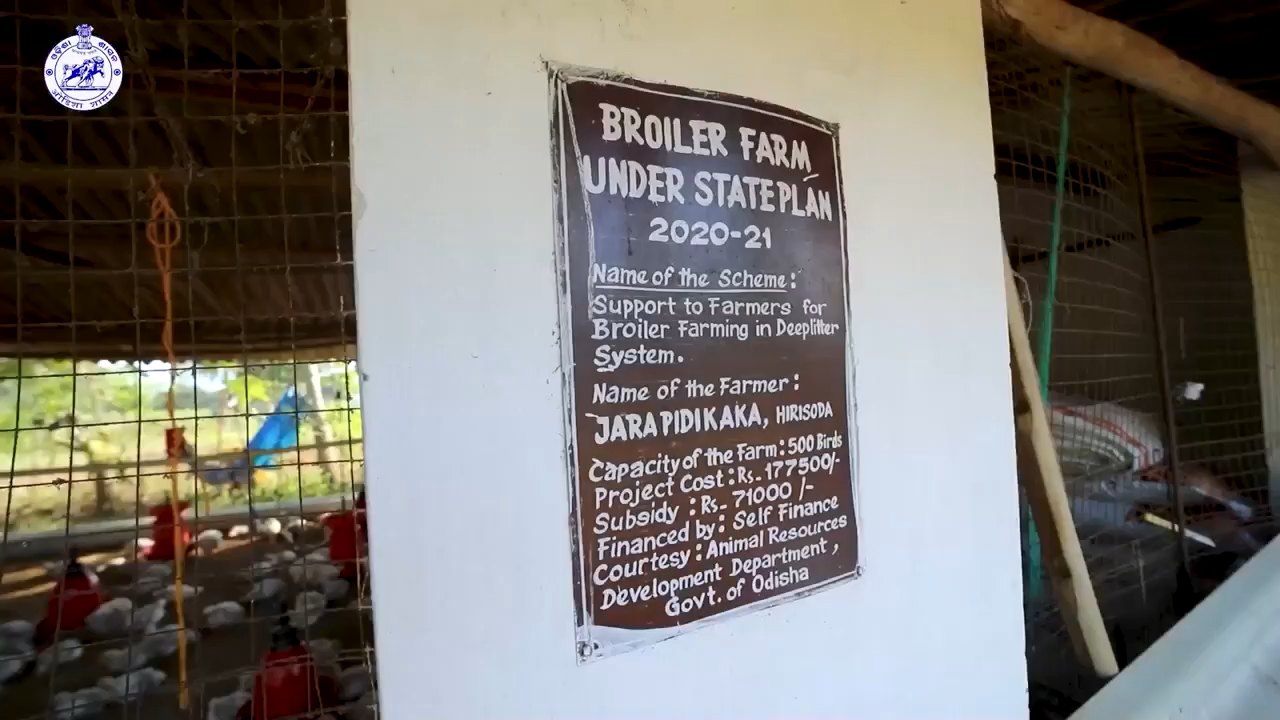 ଓଡ଼ିଶା ଶାସନ
BROILER FARM
UNDER STATE PLAN
2020-21
Name of the Scheme:
Support to Farmers for
Broiler Farming in Deeplitter
System.
Name of the Farmer:
JARA PIDIKAKA, HIRISODA
Capacity of the Farm: 500 Birds
Project Cost: Rs. 177500/-
Subsidy: Rs. 71000/-
Financed by: Self Finance
Courtesy: Animal Resources
Development Department,
Govt. of Odisha